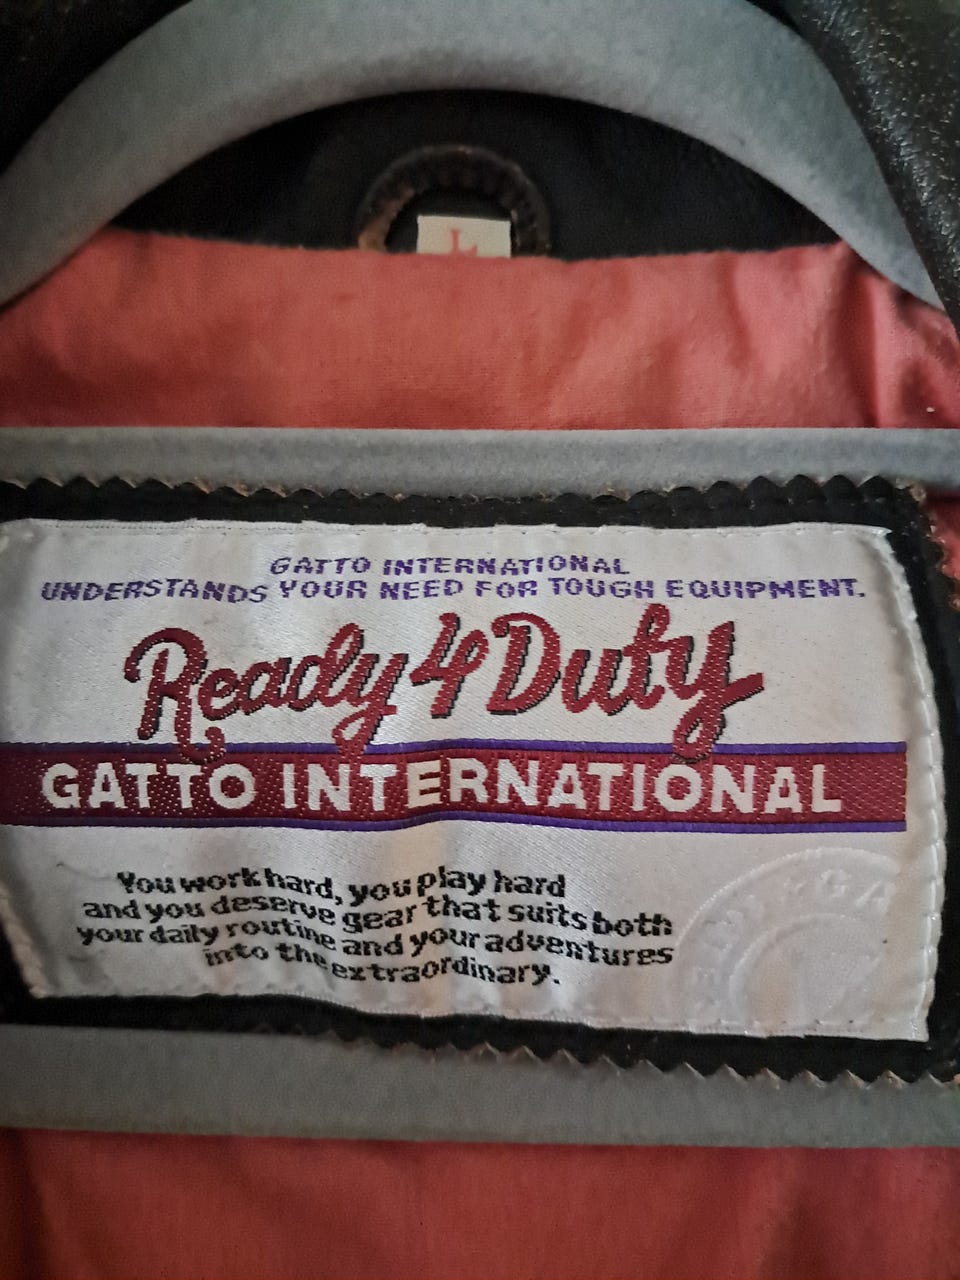 L
GATTO INTERNATIONAL
UNDERSTANDS YOUR NEED FOR TOUGH EQUIPMENT.
Ready 4 Duty
GATTO INTERNATIONAL
You work hard, you play hard
and you deserve gear that suits both
your daily routine and your adventures
into the extraordinary.